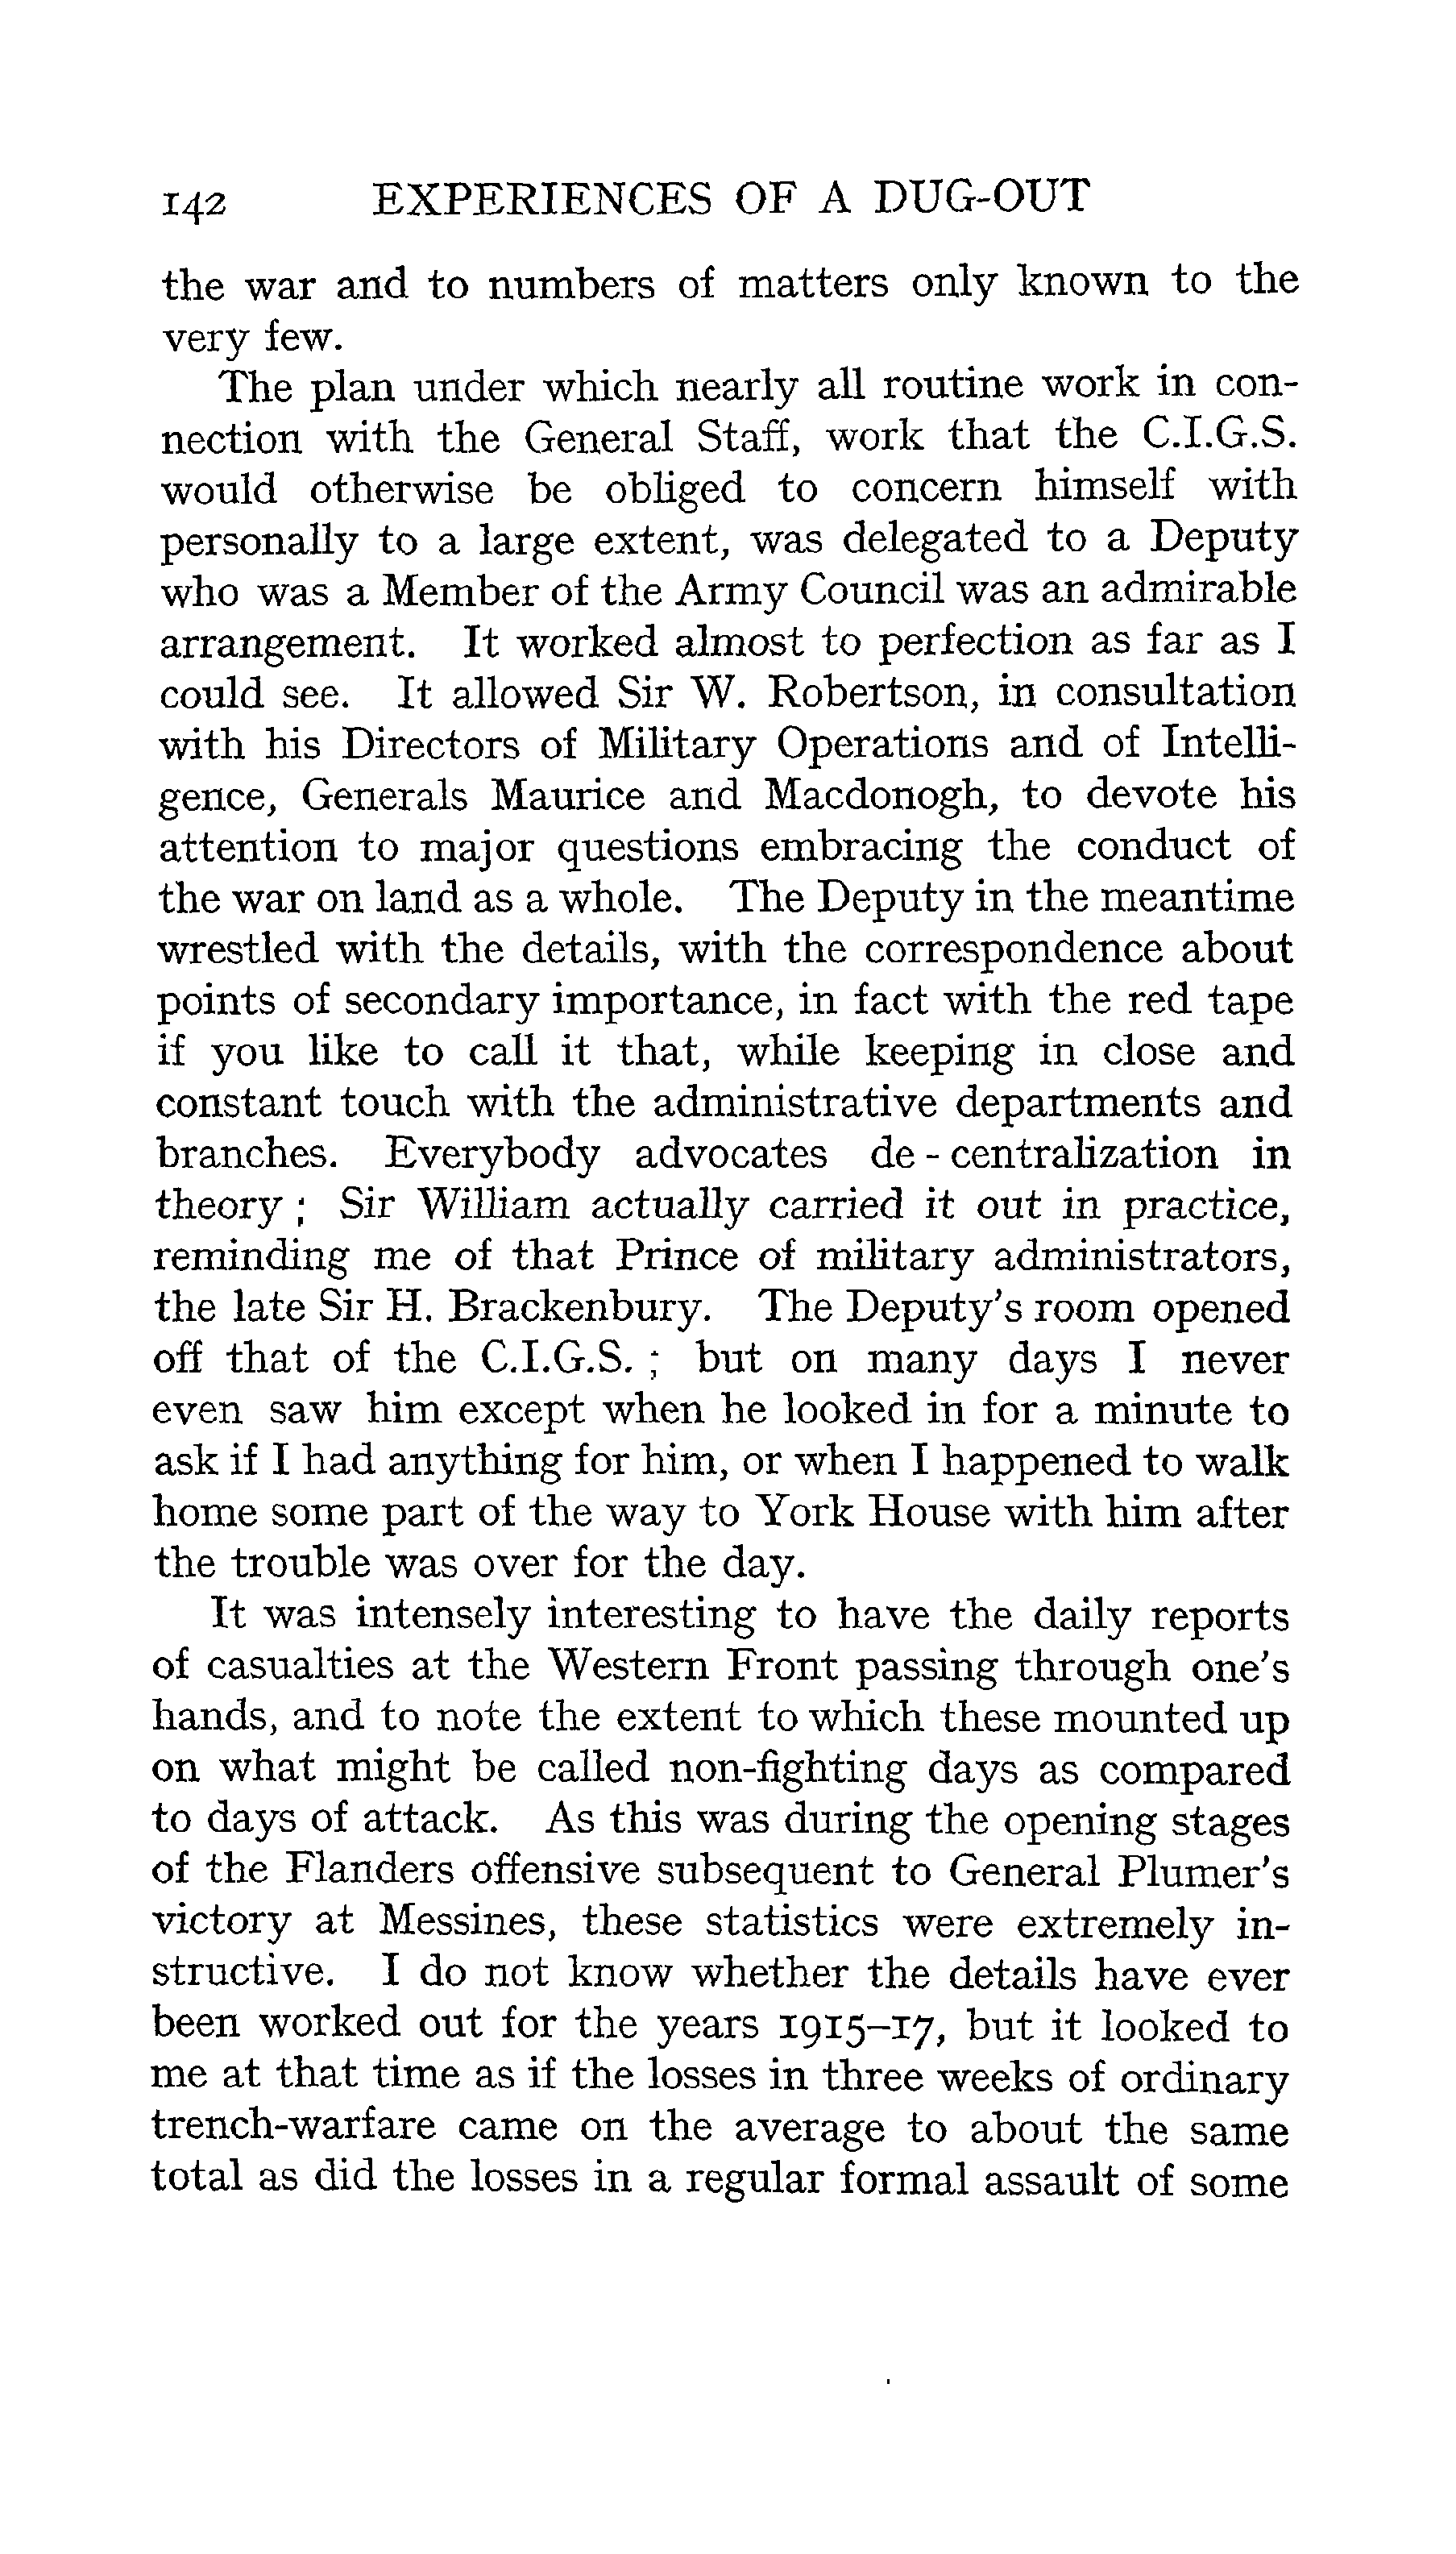 142 EXPERIENCES OF A DUG-OUT
the war and to numbers of matters only known to the
very few.
The plan under which nearly all routine work in con-
nection with the General Staff, work that the C.I.G.S.
would otherwise be obliged to concern himself with
personally to a large extent, was delegated to a Deputy
who was a Member of the Army Council was an admirable
arrangement. It worked almost to perfection as far as I
could see. It allowed Sir W. Robertson, in consultation
with his Directors of Military Operations and of Intelli-
gence, Generals Maurice and Macdonogh, to devote his
attention to major questions embracing the conduct of
the war on land as a whole. The Deputy in the meantime
wrestled with the details, with the correspondence about
points of secondary importance, in fact with the red tape
if you like to call it that, while keeping in close and
constant touch with the administrative departments and
branches. Everybody advocates de-centralization in
theory; Sir William actually carried it out in practice,
reminding me of that Prince of military administrators,
the late Sir H. Brackenbury. The Deputy's room opened
off that of the C.I.G.S.; but on many days I never
even saw him except when he looked in for a minute to
ask if I had anything for him, or when I happened to walk
home some part of the way to York House with him after
the trouble was over for the day.
It was intensely interesting to have the daily reports
of casualties at the Western Front passing through one's
hands, and to note the extent to which these mounted up
on what might be called non-fighting days as compared
to days of attack. As this was during the opening stages
of the Flanders offensive subsequent to General Plumer's
victory at Messines, these statistics were extremely in-
structive. I do not know whether the details have ever
been worked out for the years 1915–17, but it looked to
me at that time as if the losses in three weeks of ordinary
trench-warfare came on the average to about the same
total as did the losses in a regular formal assault of some